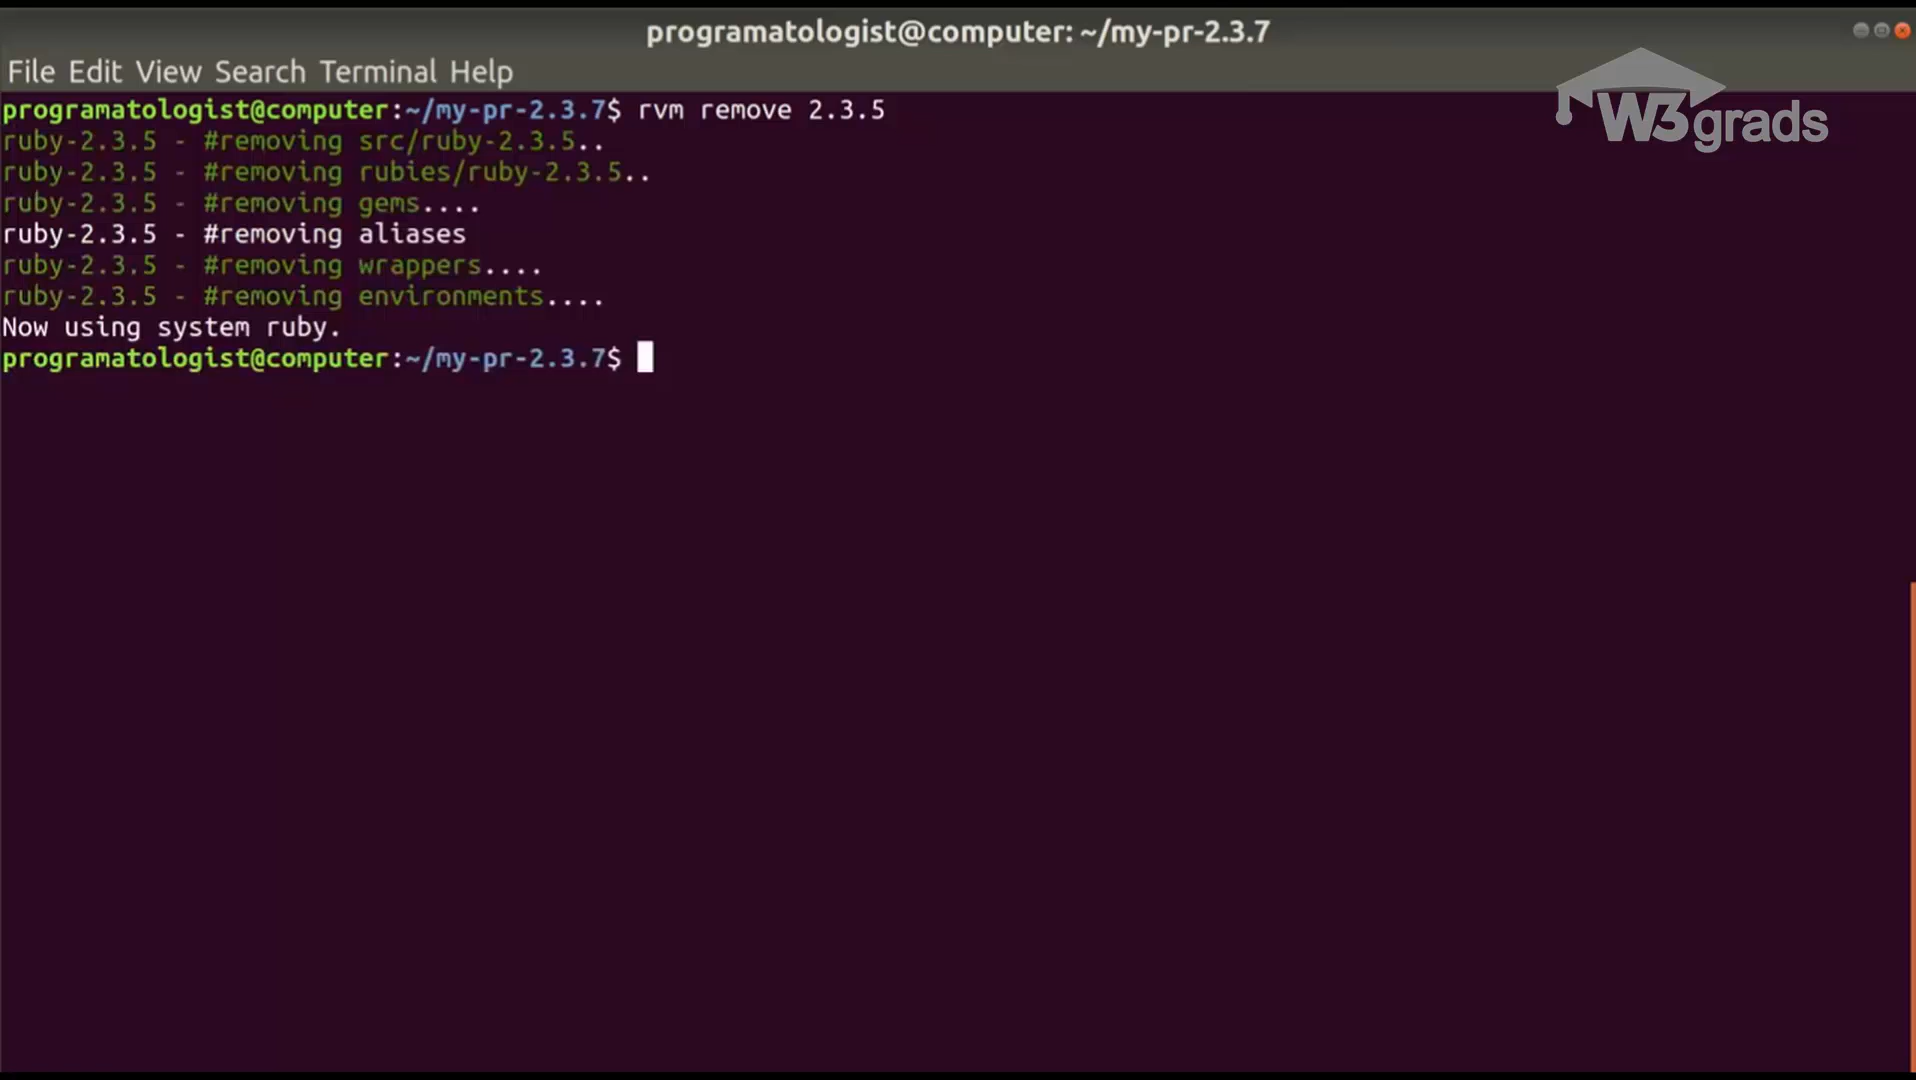 programatologist@computer: ~/my-pr-2.3.7
File Edit View Search Terminal Help
W3grads
programatologist@computer:~/my-pr-2.3.7$ rvm remove 2.3.5
ruby-2.3.5 - #removing src/ruby-2.3.5..
ruby-2.3.5 - #removing rubies/ruby-2.3.5..
ruby-2.3.5 - #removing gems....
ruby-2.3.5 - #removing aliases
ruby-2.3.5 - #removing wrappers....
ruby-2.3.5 - #removing environments....
Now using system ruby.
programatologist@computer:~/my-pr-2.3.7$